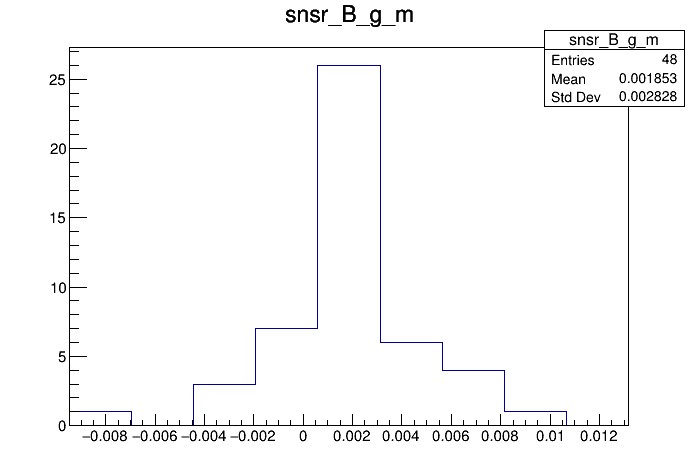 snsr_B_g_m
snsr_B_g_m
Entries 48
Mean 0.001853
Std Dev 0.002828
25
20
15
10
5
0
−0.008 −0.006 −0.004 −0.002 0 0.002 0.004 0.006 0.008 0.01 0.012